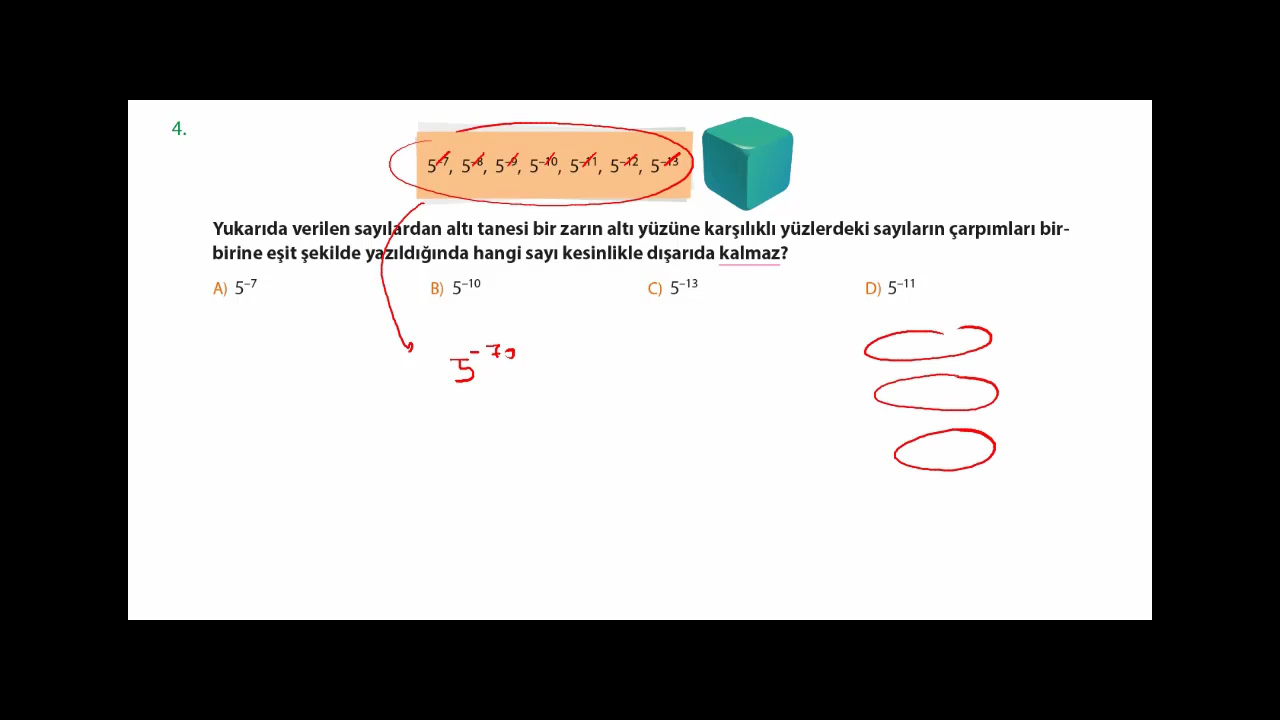 4.
5⁻⁷, 5⁻⁸, 5⁻⁹, 5⁻¹⁰, 5⁻¹¹, 5⁻¹², 5⁻¹³
Yukarıda verilen sayılardan altı tanesi bir zarın altı yüzüne karşılıklı yüzlerdeki sayıların çarpımları bir-
birine eşit şekilde yazıldığında hangi sayı kesinlikle dışarıda kalmaz?
A) 5⁻⁷ B) 5⁻¹⁰ C) 5⁻¹³ D) 5⁻¹¹
5⁻⁷⁰